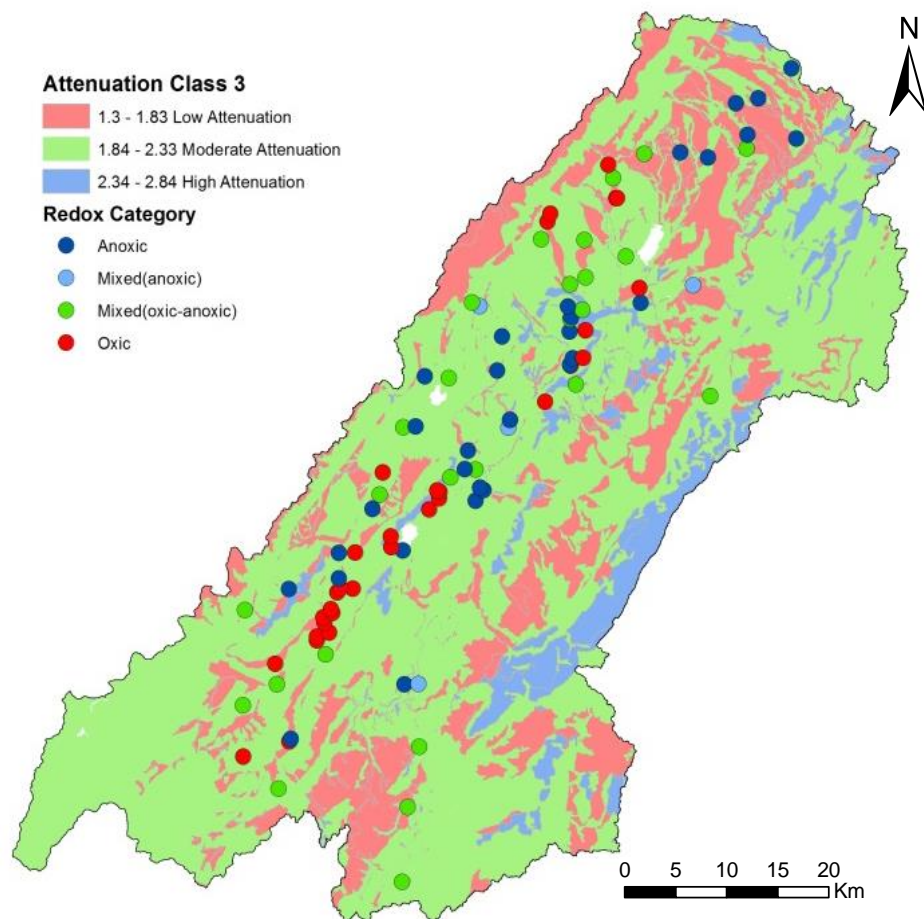 N
Attenuation Class 3
1.3 - 1.83 Low Attenuation
1.84 - 2.33 Moderate Attenuation
2.34 - 2.84 High Attenuation
Redox Category
Anoxic
Mixed(anoxic)
Mixed(oxic-anoxic)
Oxic
0 5 10 15 20
Km